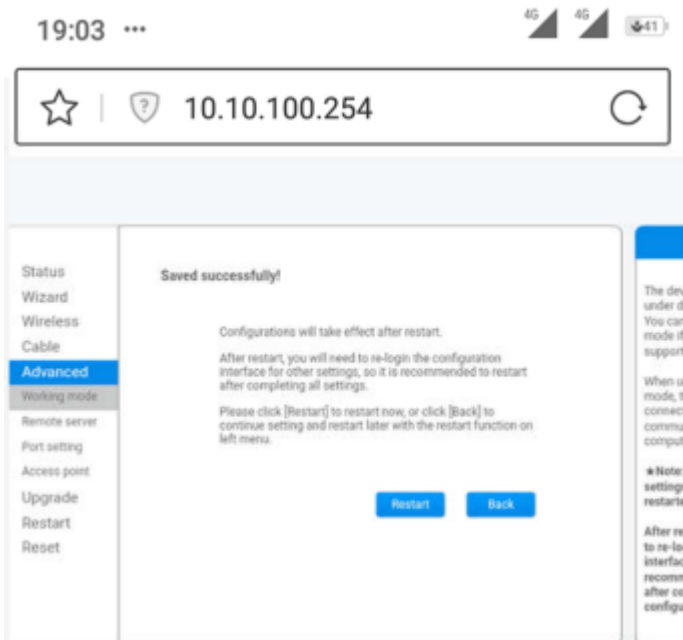 19:03 •••
4G 4G 41
10.10.100.254
Status
Wizard
Wireless
Cable
Advanced
Working mode
Remote server
Port setting
Access point
Upgrade
Restart
Reset
Saved successfully!
Configurations will take effect after restart.
After restart, you will need to re-login the configuration
interface for other settings, so it is recommended to restart
after completing all settings.
Please click [Restart] to restart now, or click [Back] to
continue setting and restart later with the restart function on
left menu.
Restart Back
The dev
under d
You can
mode if
support
When u
mode, t
connect
commu
comput
★Note:
settings
restarte
After re
to re-lo
interfac
recomm
after co
configu